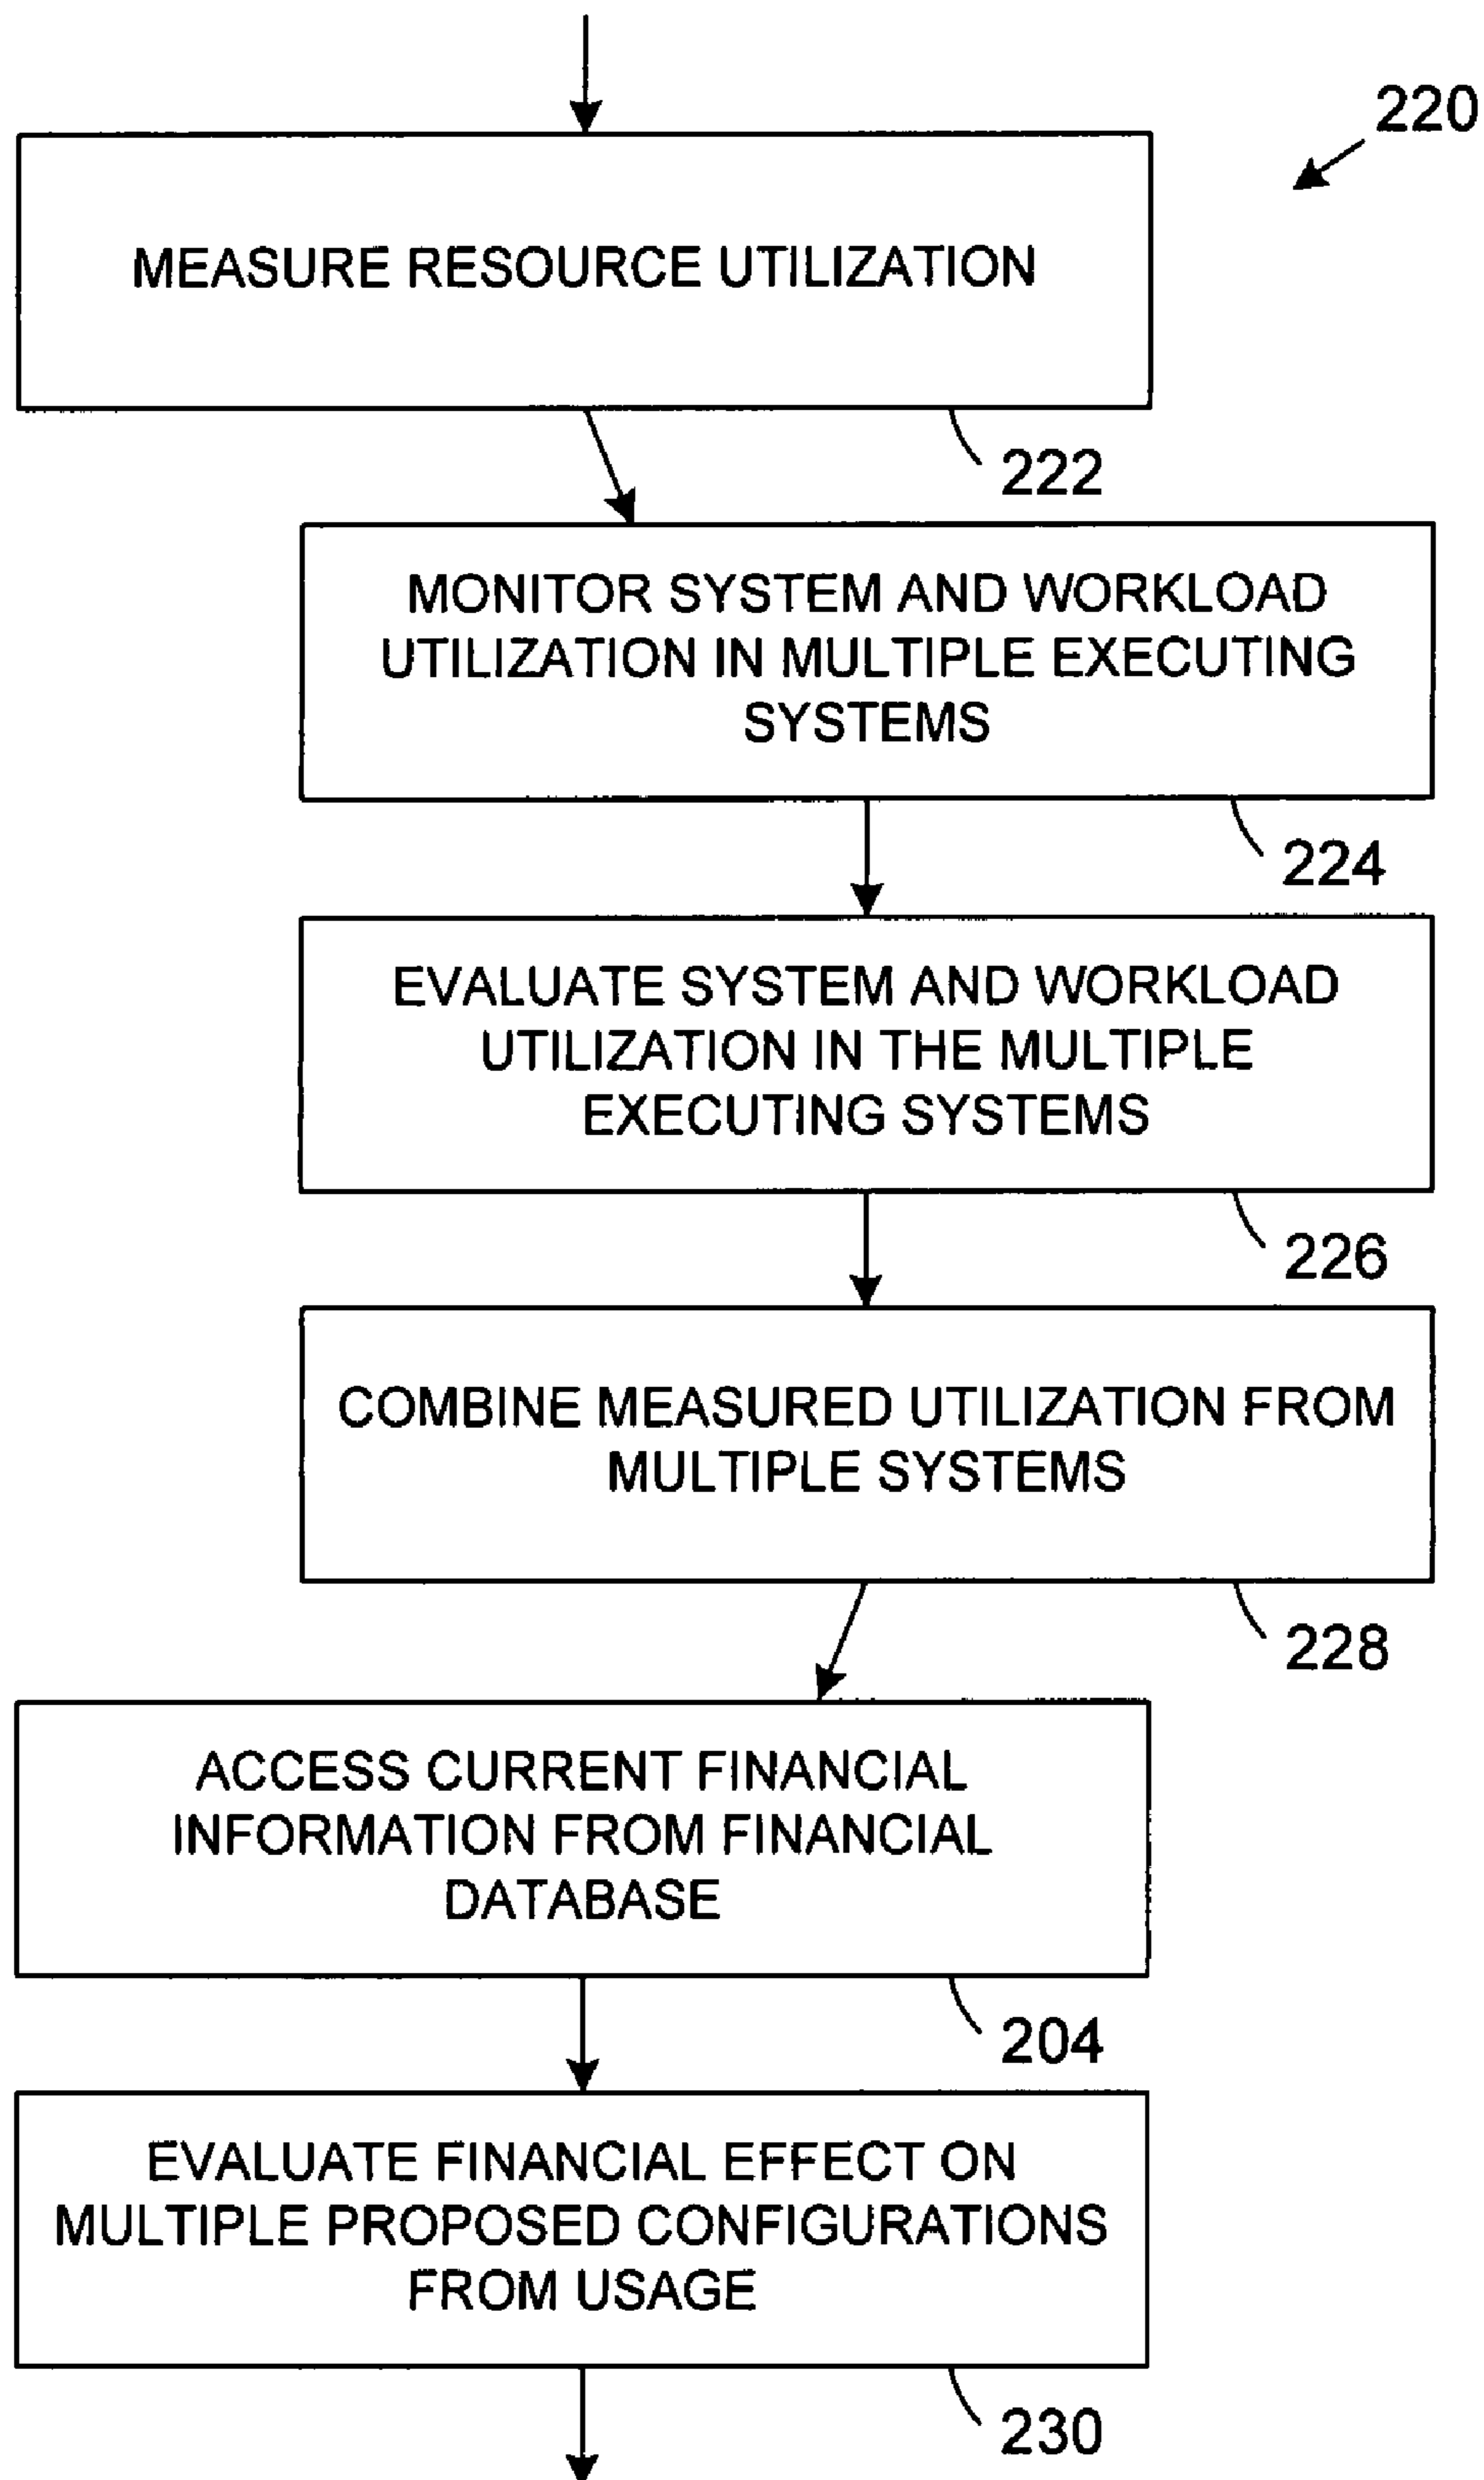 220
MEASURE RESOURCE UTILIZATION
222
MONITOR SYSTEM AND WORKLOAD
UTILIZATION IN MULTIPLE EXECUTING
SYSTEMS
224
EVALUATE SYSTEM AND WORKLOAD
UTILIZATION IN THE MULTIPLE
EXECUTING SYSTEMS
226
COMBINE MEASURED UTILIZATION FROM
MULTIPLE SYSTEMS
228
ACCESS CURRENT FINANCIAL
INFORMATION FROM FINANCIAL
DATABASE
204
EVALUATE FINANCIAL EFFECT ON
MULTIPLE PROPOSED CONFIGURATIONS
FROM USAGE
230